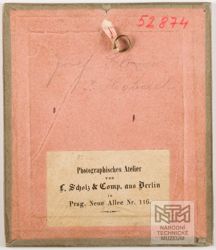 52874
Photographisches Atelier
VON
L. Scholz & Comp. aus Berlin
in
Prag, Neue Allee Nr. 116.
NÁRODNÍ
TECHNICKÉ
MUZEUM